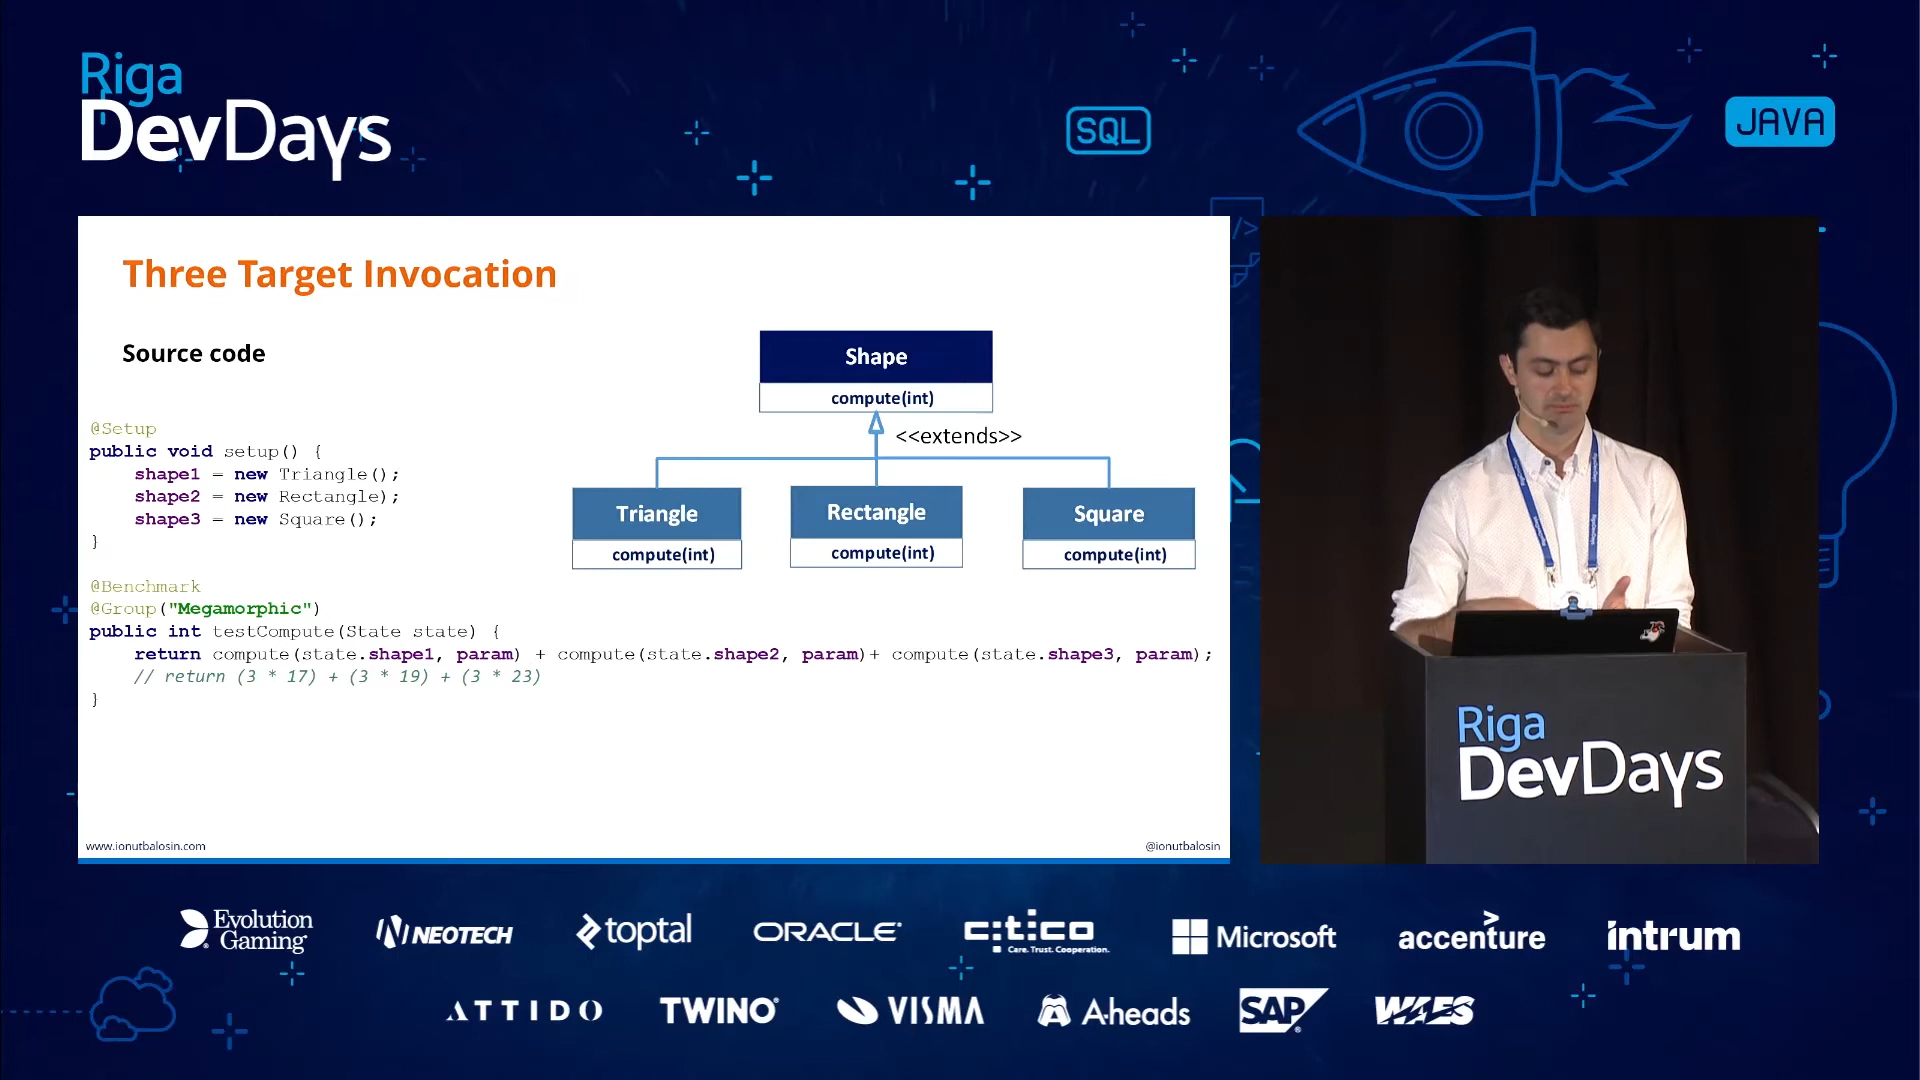 Riga
DevDays
SQL
JAVA
</>
Three Target Invocation
Source code
Shape
compute(int)
<<extends>>
Triangle
compute(int)
Rectangle
compute(int)
Square
compute(int)
@Setup
public void setup() {
shape1 = new Triangle();
shape2 = new Rectangle);
shape3 = new Square();
}
@Benchmark
@Group("Megamorphic")
public int testCompute(State state) {
return compute(state.shape1, param) + compute(state.shape2, param)+ compute(state.shape3, param);
// return (3 * 17) + (3 * 19) + (3 * 23)
}
www.ionutbalosin.com
@ionutbalosin
Riga
DevDays
Evolution
Gaming
NEOTECH
toptal
ORACLE
citico
Care. Trust. Cooperation.
Microsoft
accenture
intrum
ATTIDO
TWINO
VISMA
A-heads
SAP